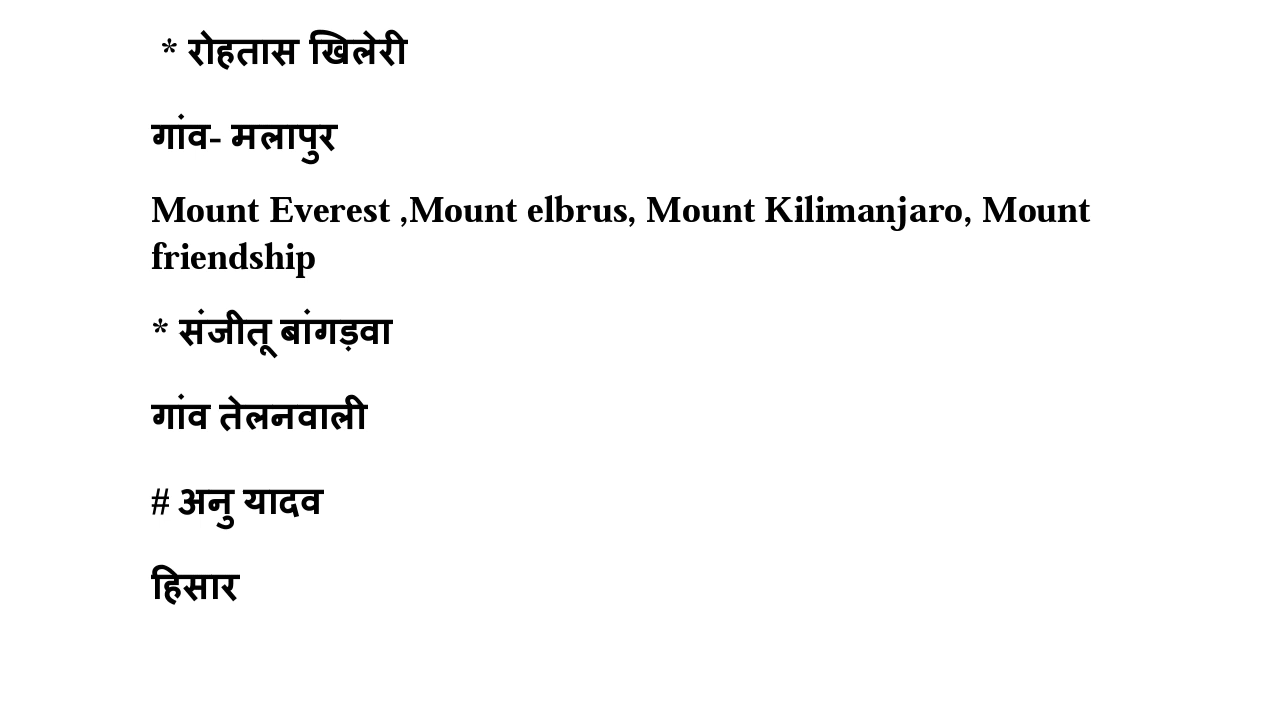 * रोहतास खिलेरी
गांव- मलापुर
Mount Everest ,Mount elbrus, Mount Kilimanjaro, Mount
friendship
* संजीतू बांगड़वा
गांव तेलनवाली
# अनु यादव
हिसार